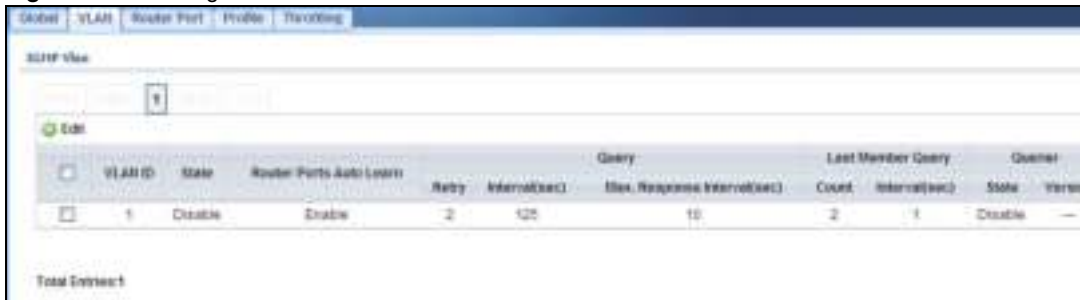 Global VLAN Router Port Profile Throttling
IGMP Vlan
1
Edit
Query Last Member Query Querier
VLAN ID State Router Ports Auto Learn
Retry Interval(sec) Max. Response Interval(sec) Count Interval(sec) State
1 Disable Enable 2 125 10 2 1 Disable ---
Total Entries:1